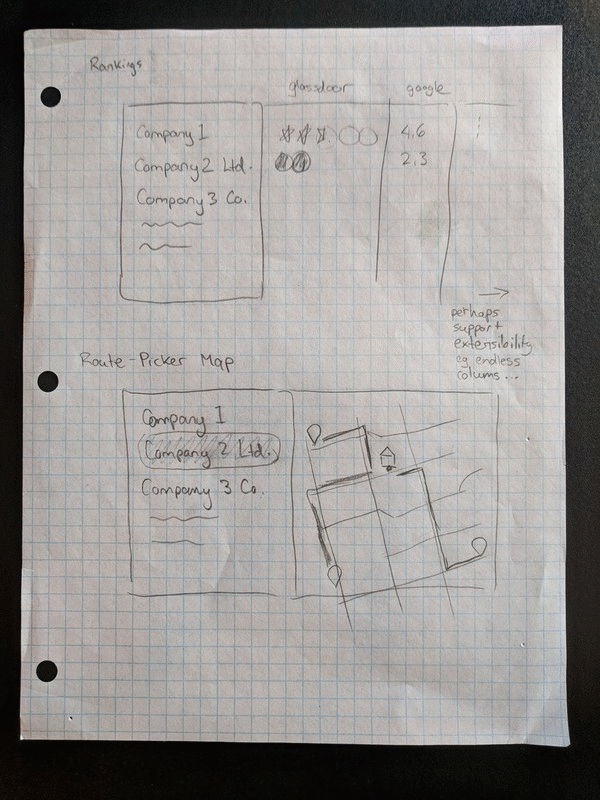 Rankings
glassdoor google
Company 1 4,6
Company 2 Ltd. 2,3
Company 3 Co.
perhaps
support
extensibility
eg endless
colums...
Route-Picker Map
Company 1
Company 2 Ltd.
Company 3 Co.